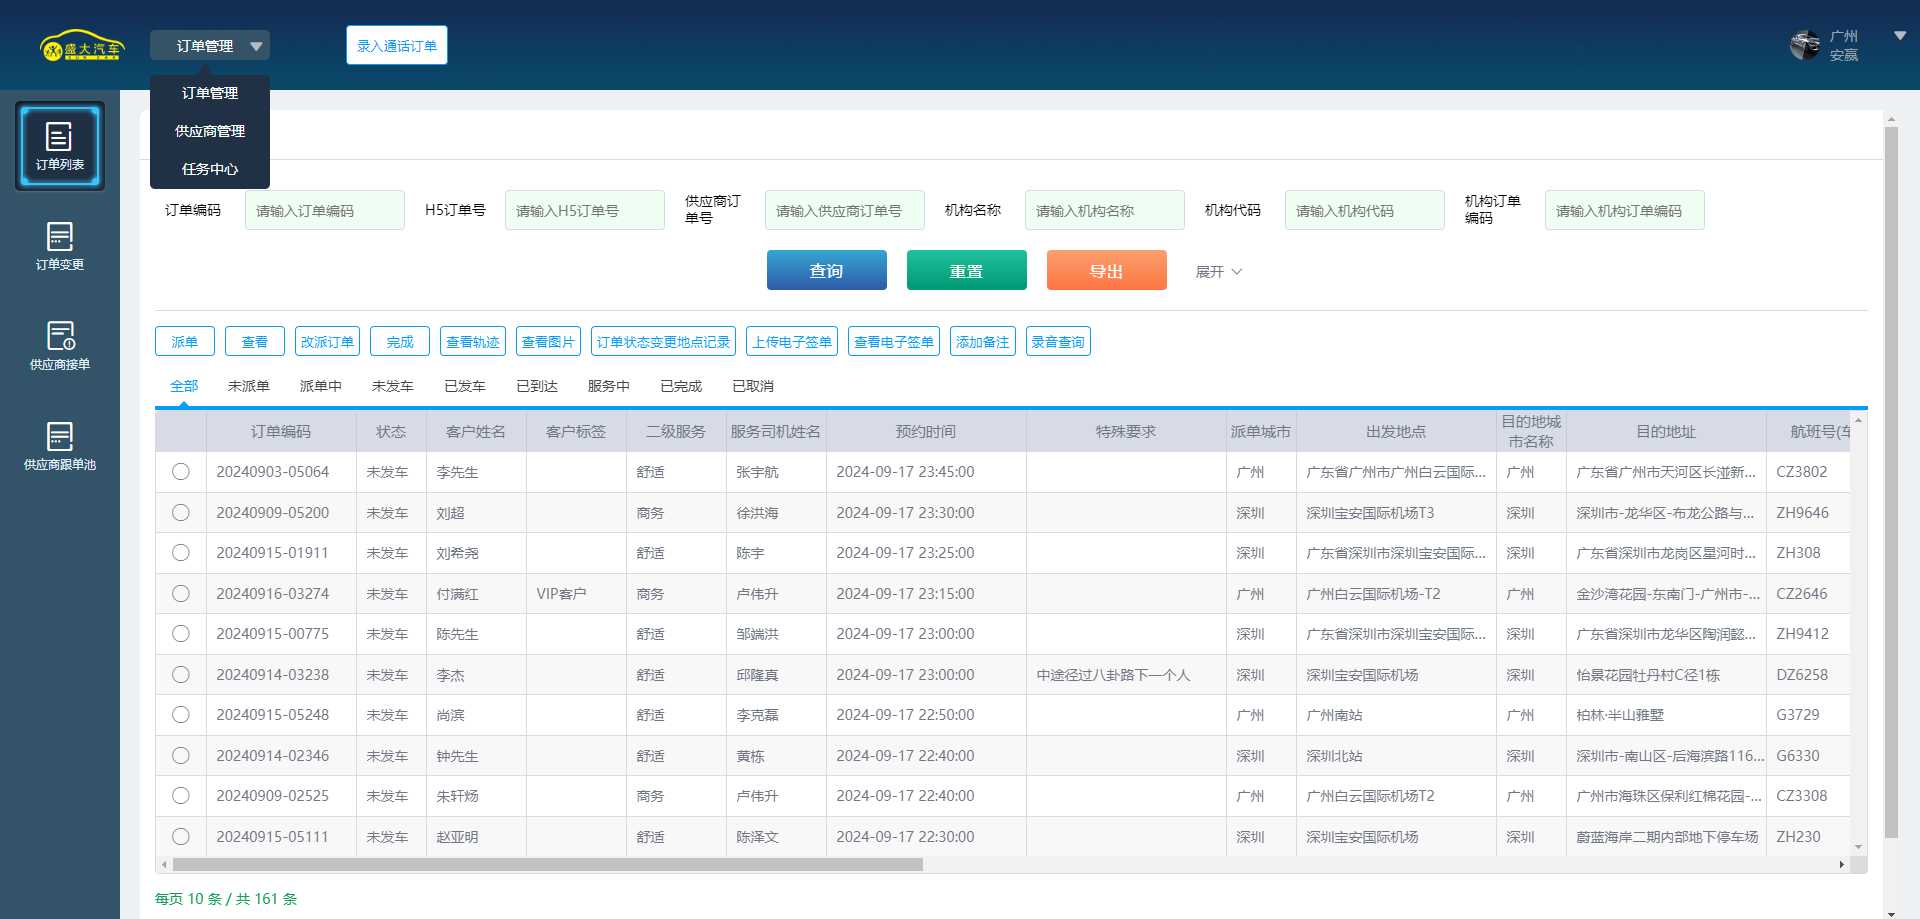 盛大汽车
订单管理
录入通话订单
广州
安嬴
订单管理
供应商管理
任务中心
订单列表
订单变更
供应商接单
供应商跟单池
订单编码 请输入订单编码 H5订单号 请输入H5订单号 供应商订单号 请输入供应商订单号 机构名称 请输入机构名称 机构代码 请输入机构代码 机构订单编码 请输入机构订单编码
查询 重置 导出 展开
派单 查看 改派订单 完成 查看轨迹 查看图片 订单状态变更地点记录 上传电子签单 查看电子签单 添加备注 录音查询
全部 未派单 派单中 未发车 已发车 已到达 服务中 已完成 已取消
订单编码 状态 客户姓名 客户标签 二级服务 服务司机姓名 预约时间 特殊要求 派单城市 出发地点 目的地城市名称 目的地址 航班号(车
20240903-05064 未发车 李先生 舒适 张宇航 2024-09-17 23:45:00 广州 广东省广州市广州白云国际... 广州 广东省广州市天河区长湴新... CZ3802
20240909-05200 未发车 刘超 商务 徐洪海 2024-09-17 23:30:00 深圳 深圳宝安国际机场T3 深圳 深圳市-龙华区-布龙公路与... ZH9646
20240915-01911 未发车 刘希尧 舒适 陈宇 2024-09-17 23:25:00 深圳 广东省深圳市深圳宝安国际... 深圳 广东省深圳市龙岗区星河时... ZH308
20240916-03274 未发车 付满红 VIP客户 商务 卢伟升 2024-09-17 23:15:00 广州 广州白云国际机场-T2 广州 金沙湾花园-东南门-广州市-... CZ2646
20240915-00775 未发车 陈先生 舒适 邹端洪 2024-09-17 23:00:00 深圳 广东省深圳市深圳宝安国际... 深圳 广东省深圳市龙华区陶润懿... ZH9412
20240914-03238 未发车 李杰 舒适 邱隆真 2024-09-17 23:00:00 中途径过八卦路下一个人 深圳 深圳宝安国际机场 深圳 怡景花园牡丹村C径1栋 DZ6258
20240915-05248 未发车 尚滨 舒适 李克磊 2024-09-17 22:50:00 广州 广州南站 广州 柏林·半山雅墅 G3729
20240914-02346 未发车 钟先生 舒适 黄栋 2024-09-17 22:40:00 深圳 深圳北站 深圳 深圳市-南山区-后海滨路116... G6330
20240909-02525 未发车 朱轩炀 商务 卢伟升 2024-09-17 22:40:00 广州 广州白云国际机场T2 广州 广州市海珠区保利红棉花园-... CZ3308
20240915-05111 未发车 赵亚明 舒适 陈泽文 2024-09-17 22:30:00 深圳 深圳宝安国际机场 深圳 蔚蓝海岸二期内部地下停车场 ZH230
每页 10 条 / 共 161 条